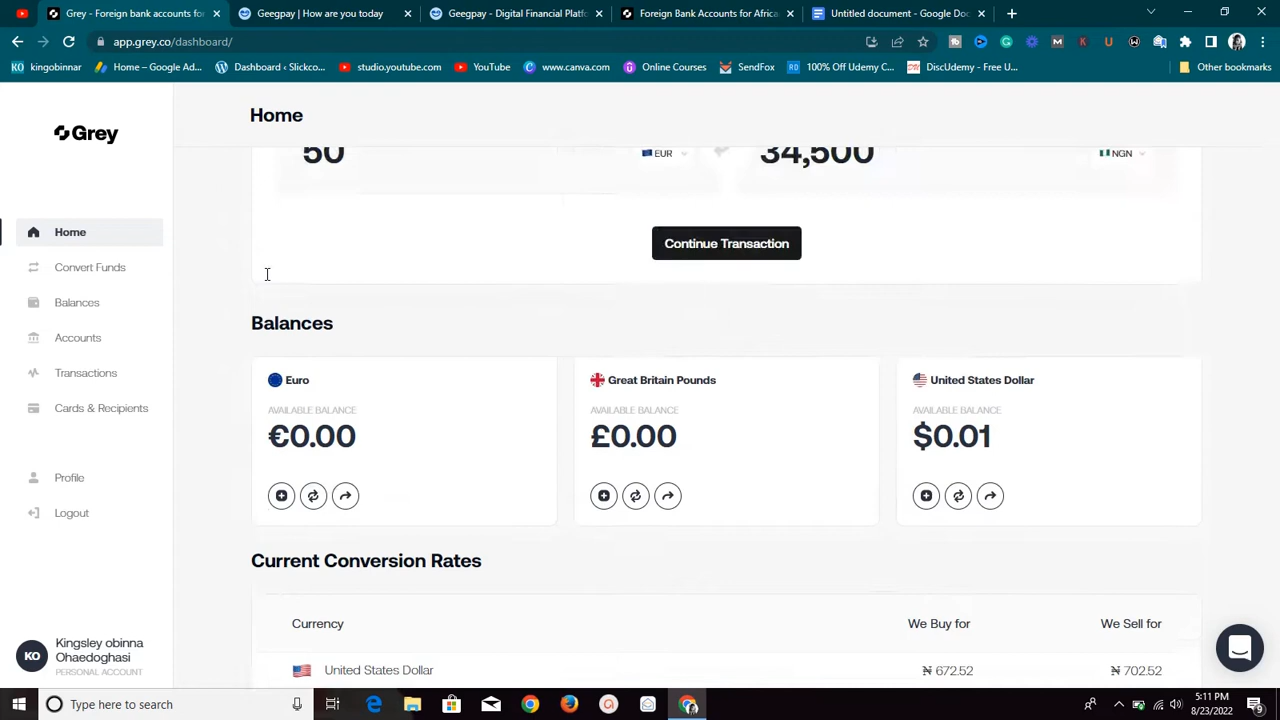 Grey - Foreign bank accounts for
Geegpay | How are you today
Geegpay - Digital Financial Platf
Foreign Bank Accounts for Africa
Untitled document - Google Doc
app.grey.co/dashboard/
kingobinnar
Home – Google Ad...
Dashboard ‹ Slickco...
studio.youtube.com
YouTube
www.canva.com
Online Courses
SendFox
100% Off Udemy C...
DiscUdemy - Free U...
Other bookmarks
Grey
Home
50
EUR
34,500
NGN
Continue Transaction
Home
Convert Funds
Balances
Accounts
Transactions
Cards & Recipients
Profile
Logout
Balances
Euro
AVAILABLE BALANCE
€0.00
Great Britain Pounds
AVAILABLE BALANCE
£0.00
United States Dollar
AVAILABLE BALANCE
$0.01
Current Conversion Rates
Currency
We Buy for
We Sell for
United States Dollar
₦ 672.52
₦ 702.52
KO
Kingsley obinna
Ohaedoghasi
PERSONAL ACCOUNT
Type here to search
5:11 PM
8/23/2022